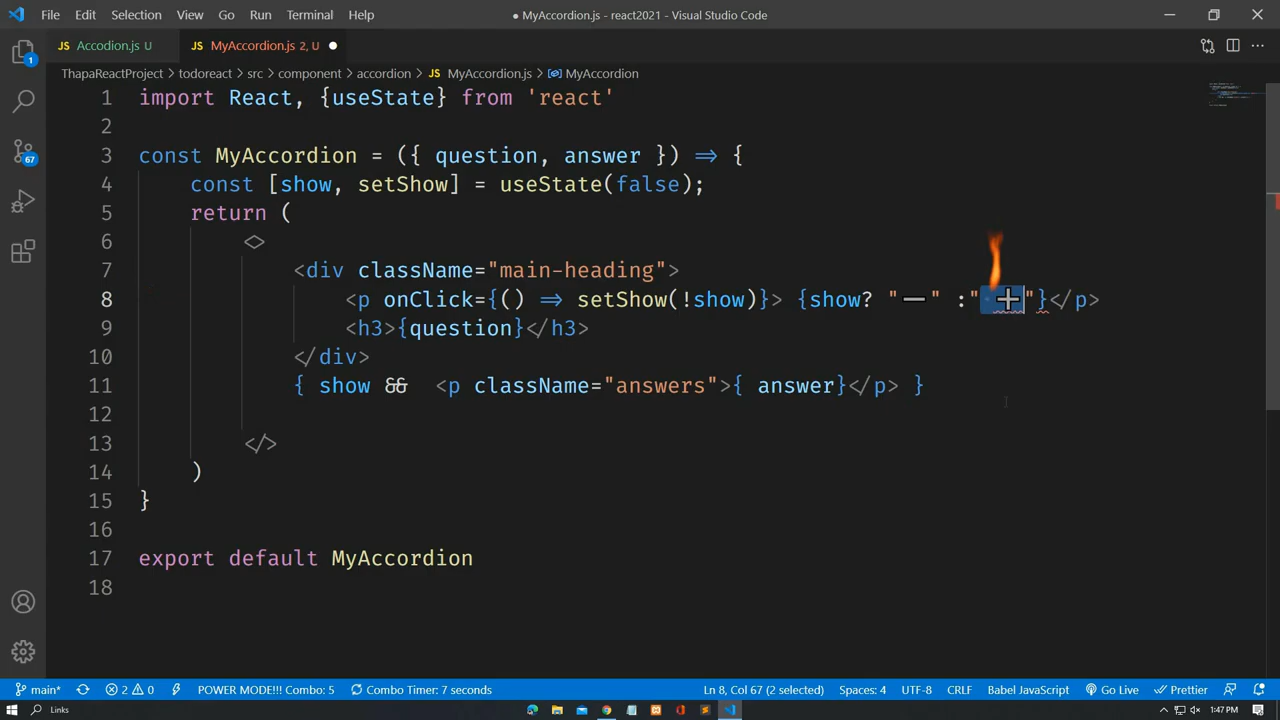 File Edit Selection View Go Run Terminal Help
● MyAccordion.js - react2021 - Visual Studio Code
JS Accodion.js U
JS MyAccordion.js 2, U ●
ThapaReactProject > todoreact > src > component > accordion > JS MyAccordion.js > MyAccordion
1 import React, {useState} from 'react'
2
3 const MyAccordion = ({ question, answer }) => {
4 const [show, setShow] = useState(false);
5 return (
6 <>
7 <div className="main-heading">
8 <p onClick={() => setShow(!show)}> {show? "➖" :" ➕"}</p>
9 <h3>{question}</h3>
10 </div>
11 { show && <p className="answers">{ answer}</p> }
12
13 </>
14 )
15 }
16
17 export default MyAccordion
18
1
67
main* 2 0 POWER MODE!!! Combo: 5 Combo Timer: 7 seconds Ln 8, Col 67 (2 selected) Spaces: 4 UTF-8 CRLF Babel JavaScript Go Live Prettier
Links 1:47 PM